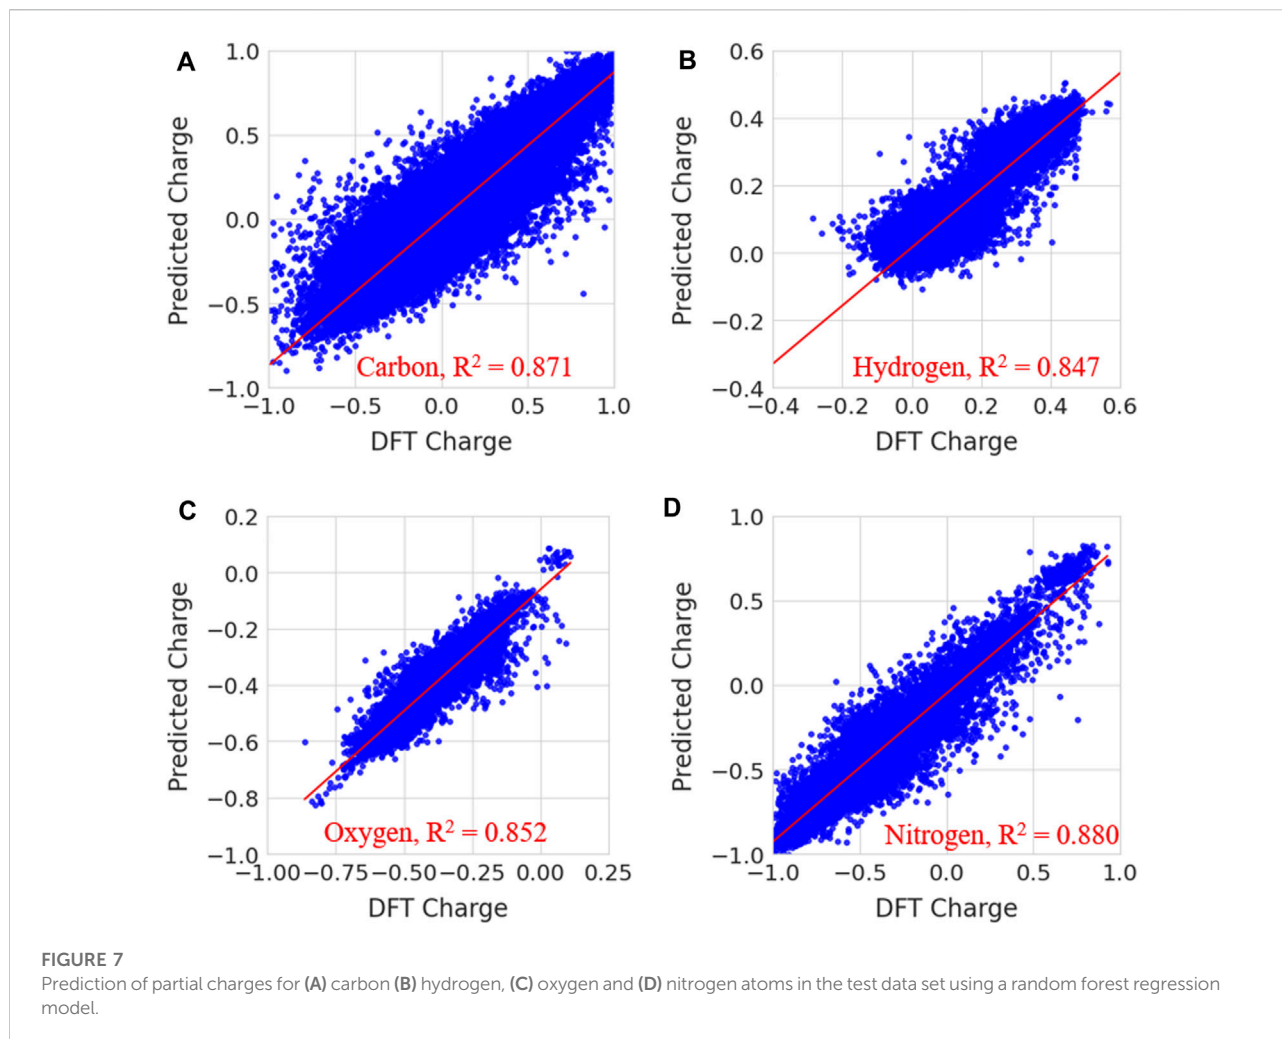 A
1.0
0.5
0.0
−0.5
−1.0
Predicted Charge
Carbon, R² = 0.871
−1.0 −0.5 0.0 0.5 1.0
DFT Charge
B
0.6
0.4
0.2
0.0
−0.2
−0.4
Predicted Charge
Hydrogen, R² = 0.847
−0.4 −0.2 0.0 0.2 0.4 0.6
DFT Charge
C
0.2
0.0
−0.2
−0.4
−0.6
−0.8
−1.0
Predicted Charge
Oxygen, R² = 0.852
−1.00 −0.75 −0.50 −0.25 0.00 0.25
DFT Charge
D
1.0
0.5
0.0
−0.5
−1.0
Predicted Charge
Nitrogen, R² = 0.880
−1.0 −0.5 0.0 0.5 1.0
DFT Charge
FIGURE 7
Prediction of partial charges for (A) carbon (B) hydrogen, (C) oxygen and (D) nitrogen atoms in the test data set using a random forest regression
model.